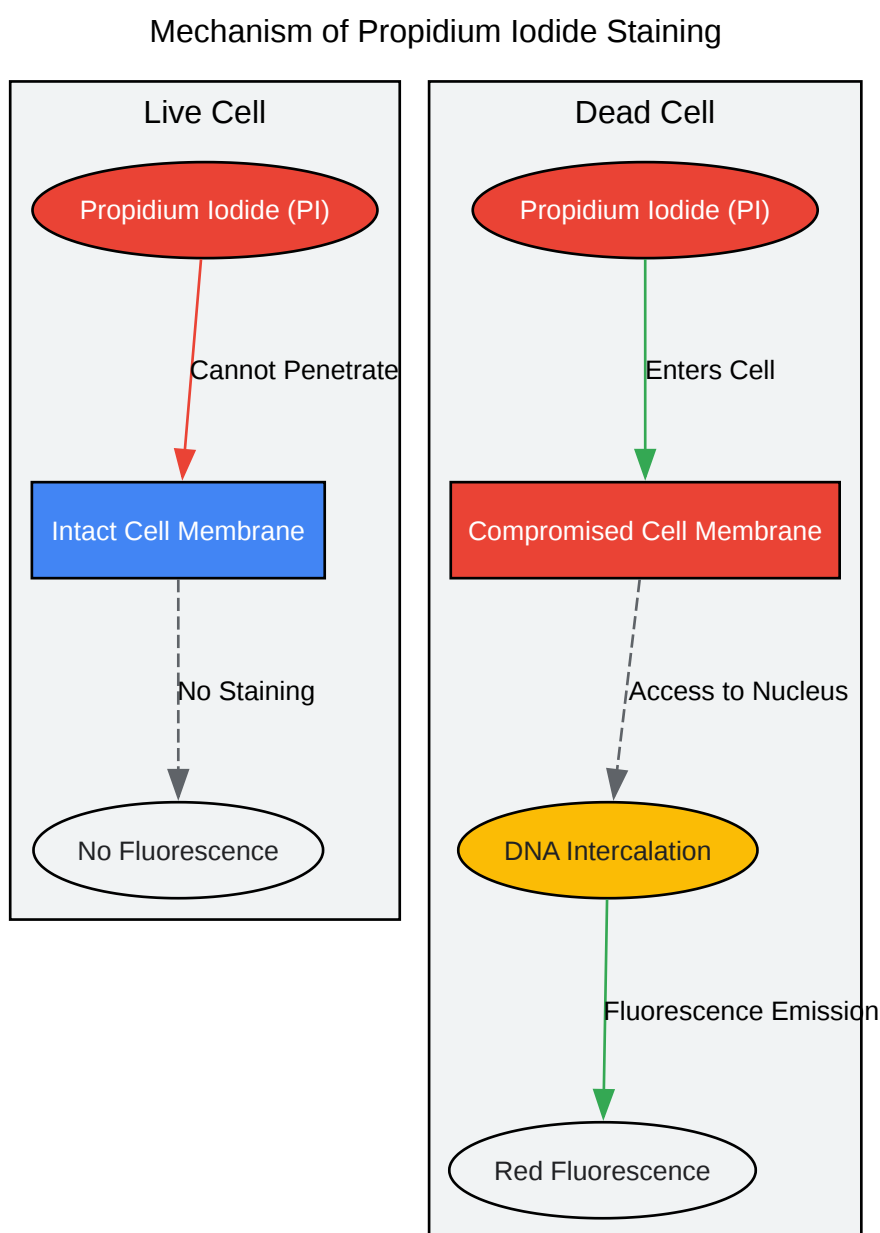 Mechanism of Propidium Iodide Staining
Live Cell
Propidium Iodide (PI)
Cannot Penetrate
Intact Cell Membrane
No Staining
No Fluorescence
Dead Cell
Propidium Iodide (PI)
Enters Cell
Compromised Cell Membrane
Access to Nucleus
DNA Intercalation
Fluorescence Emission
Red Fluorescence